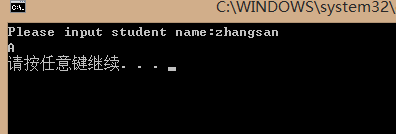 C:\WINDOWS\system32\
Please input student name:zhangsan
A
请按任意键继续. . .